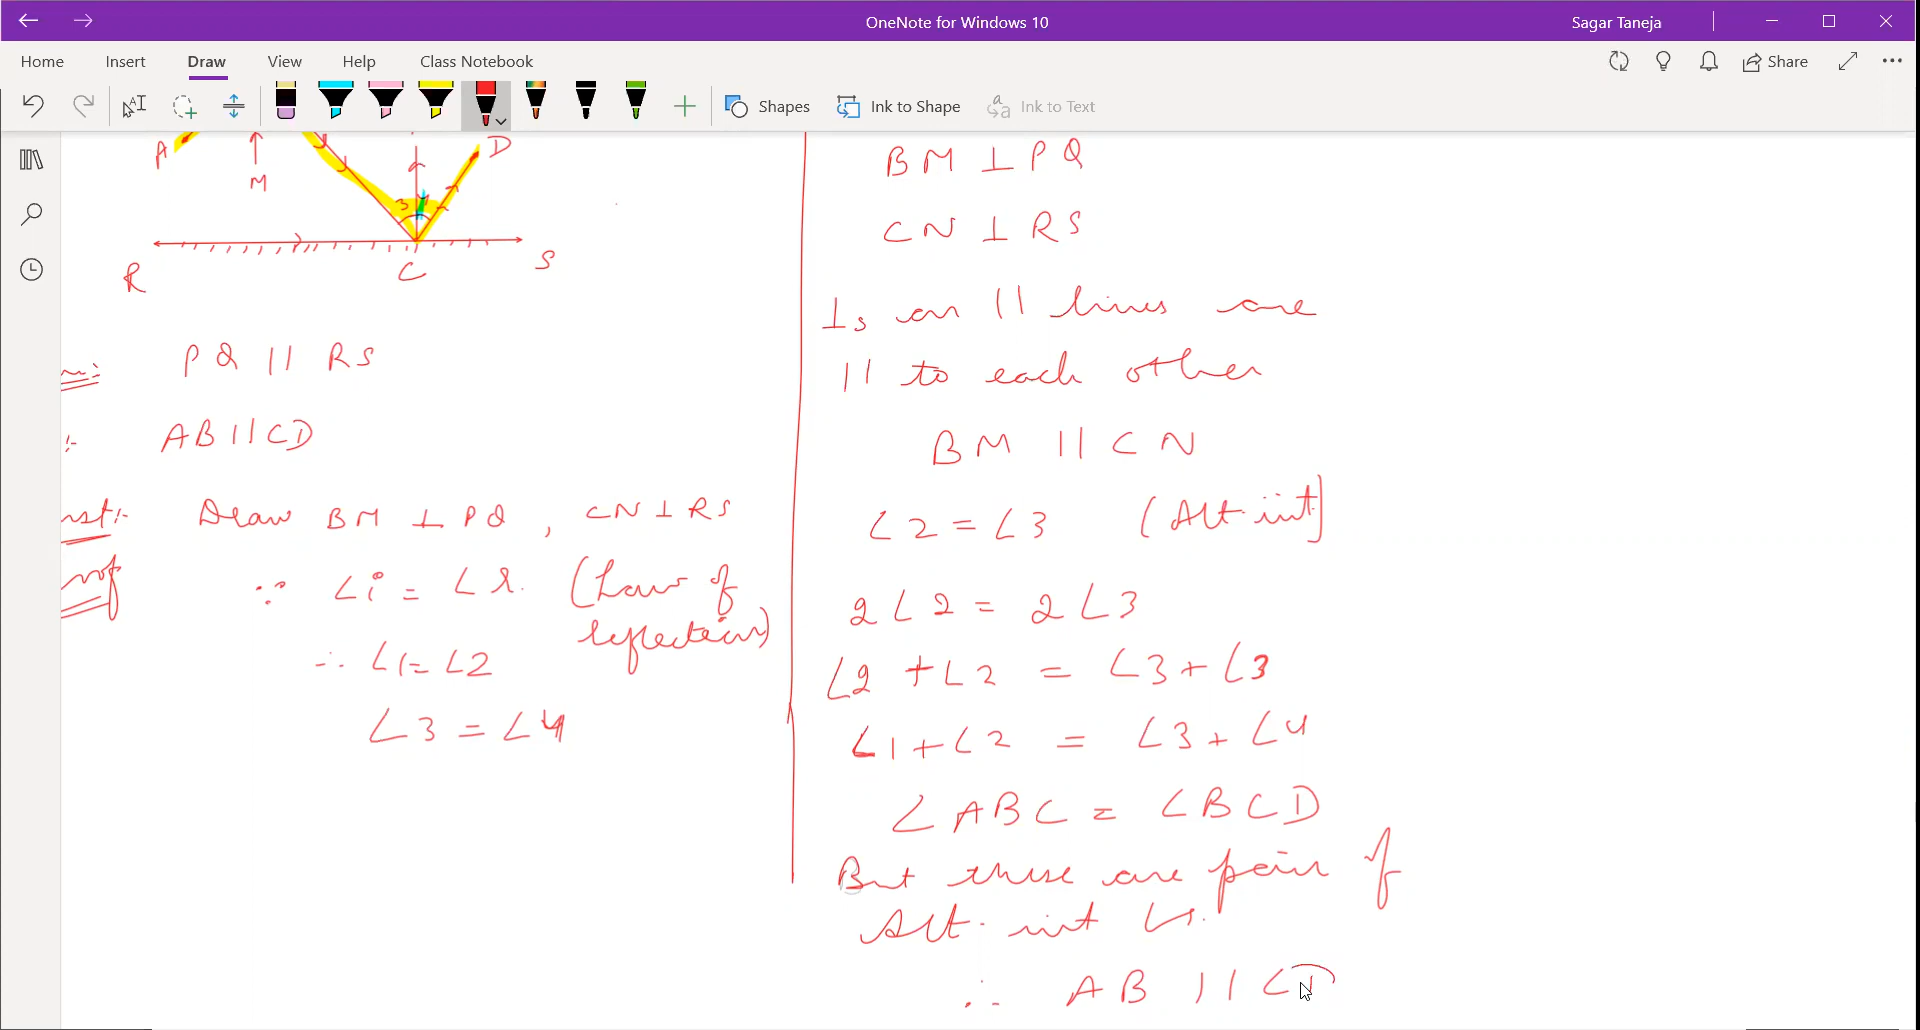 OneNote for Windows 10
Sagar Taneja
Home Insert Draw View Help Class Notebook
Share
Shapes Ink to Shape Ink to Text
A
M
D
3 4
R
C
S
PQ || RS
AB || CD
nst:- Draw BM ⊥ PQ, CN ⊥ RS
oof ∵ ∠i = ∠r. (Law of
reflection)
∴ ∠1 = ∠2
∠3 = ∠4
BM ⊥ PQ
CN ⊥ RS
⊥s on || lines are
|| to each other
BM || CN
∠2 = ∠3 (Alt. int)
2∠2 = 2∠3
∠2 + ∠2 = ∠3 + ∠3
∠1 + ∠2 = ∠3 + ∠4
∠ABC = ∠BCD
But these are pair of
Alt. int ∠s.
∴ AB || CD